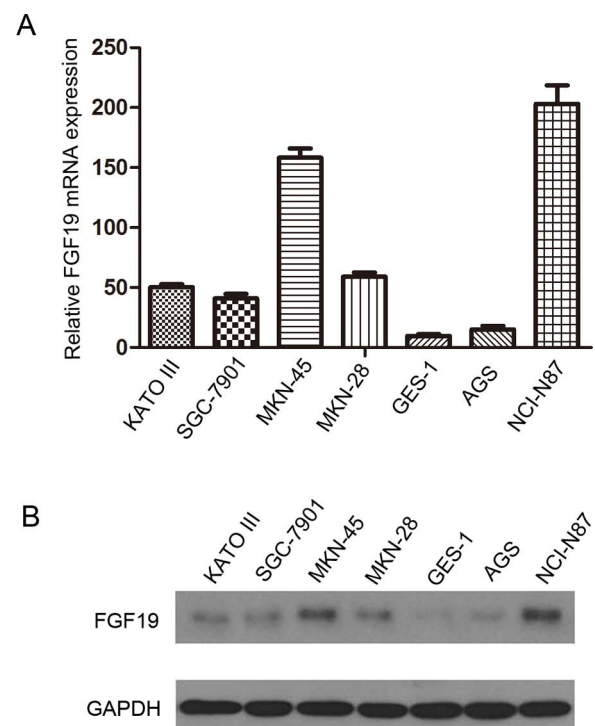 A
Relative FGF19 mRNA expression
250
200
150
100
50
0
KATO III
SGC-7901
MKN-45
MKN-28
GES-1
AGS
NCI-N87
B
KATO III
SGC-7901
MKN-45
MKN-28
GES-1
AGS
NCI-N87
FGF19
GAPDH